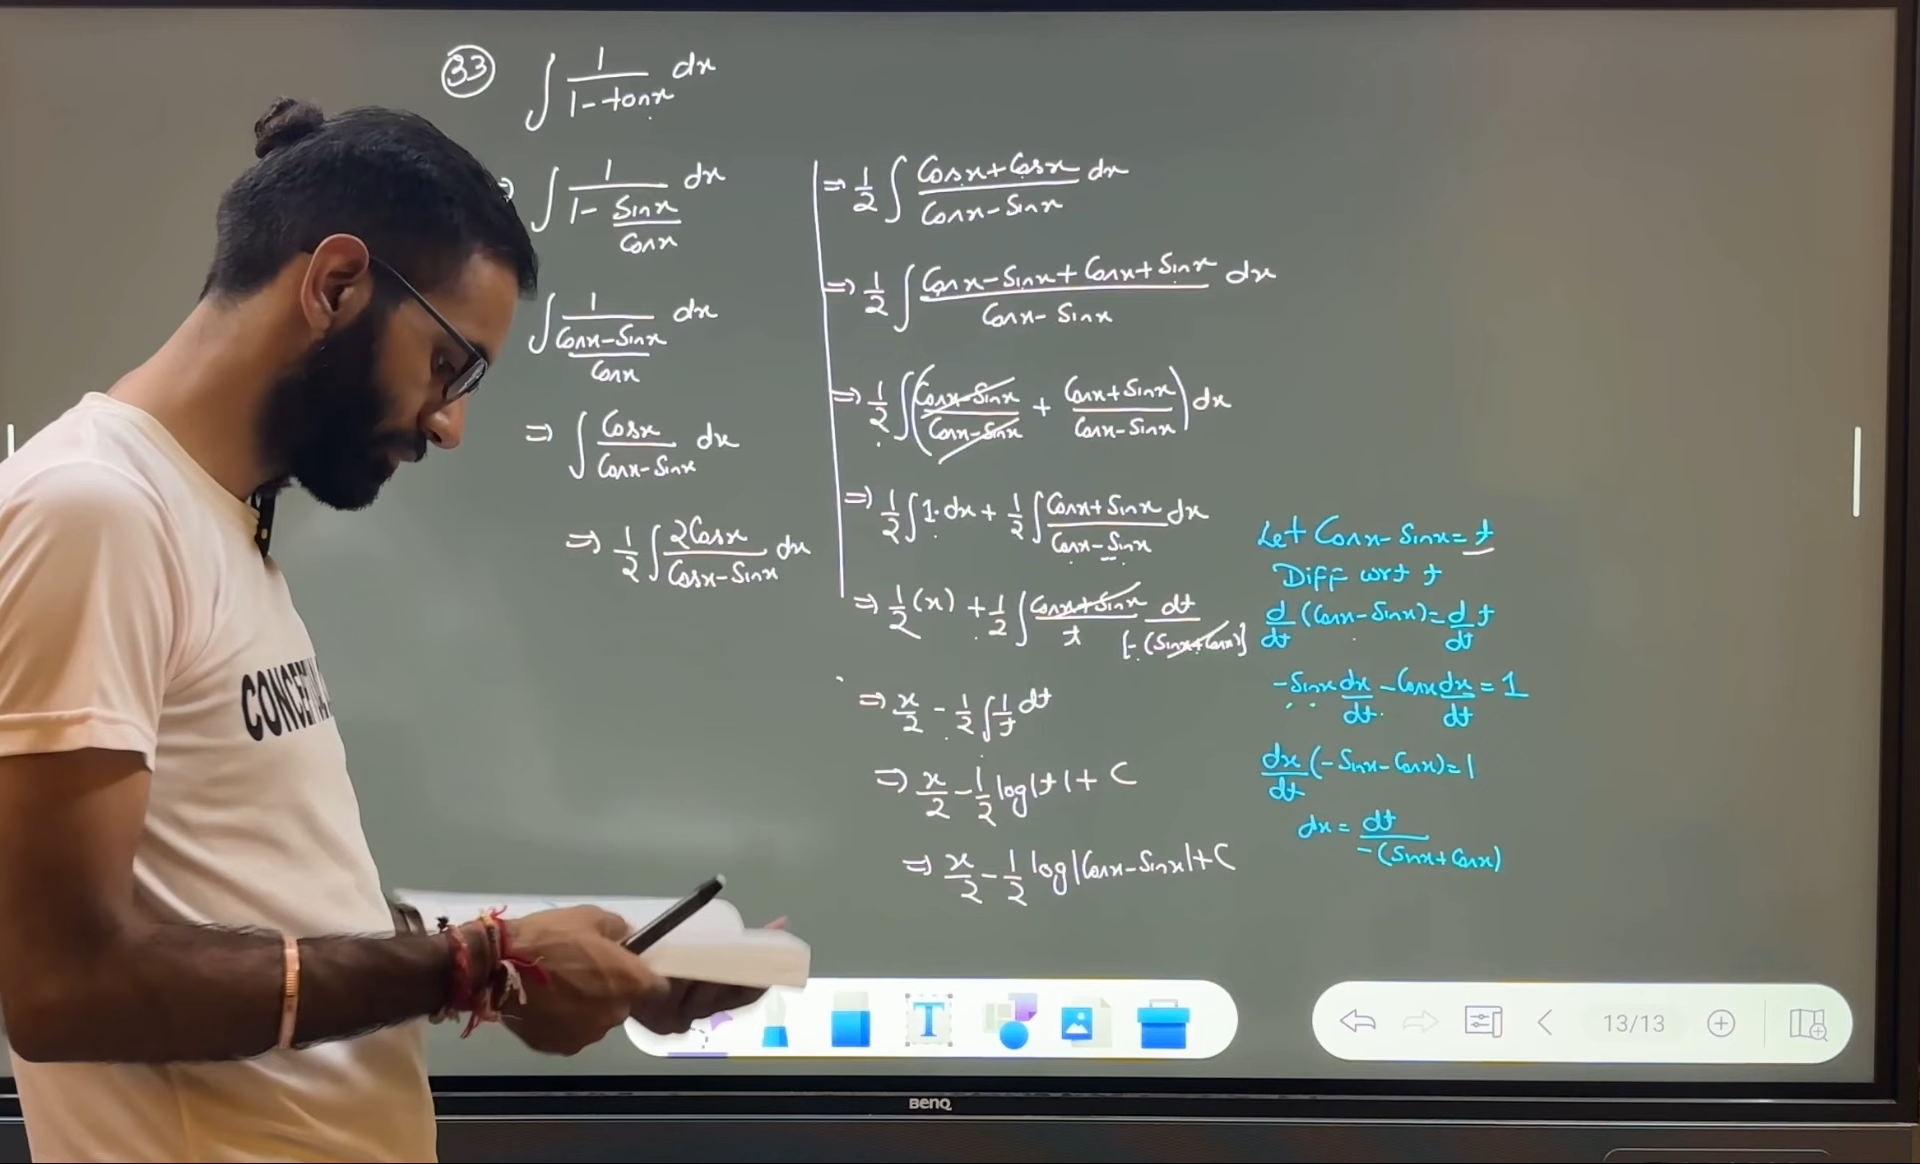 33 ∫ 1/(1-tanx) dx
⇒ ∫ 1/(1 - Sinx/Cosx) dx
∫ 1/((Cosx-Sinx)/Cosx) dx
⇒ ∫ Cosx/(Cosx-Sinx) dx
⇒ 1/2 ∫ 2Cosx/(Cosx-Sinx) dx
⇒ 1/2 ∫ (Cosx+Cosx)/(Cosx-Sinx) dx
⇒ 1/2 ∫ (Cosx-Sinx+Cosx+Sinx)/(Cosx-Sinx) dx
⇒ 1/2 ∫ ((Cosx-Sinx)/(Cosx-Sinx) + (Cosx+Sinx)/(Cosx-Sinx)) dx
⇒ 1/2 ∫ 1·dx + 1/2 ∫ (Cosx+Sinx)/(Cosx-Sinx) dx
⇒ 1/2 (x) + 1/2 ∫ (Cosx+Sinx)/t dt/[-(Sinx+Cosx)]
⇒ x/2 - 1/2 ∫ 1/t dt
⇒ x/2 - 1/2 log|t| + C
⇒ x/2 - 1/2 log|Cosx-Sinx|+C
Let Cosx-Sinx=t
Diff wrt t
d/dt (Cosx-Sinx)=d/dt t
-Sinx dx/dt -Cosx dx/dt = 1
dx/dt (-Sinx-Cosx)=1
dx = dt/-(Sinx+Cosx)
T
13/13
BenQ